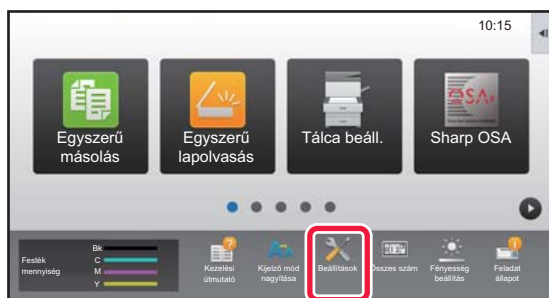 10:15
Egyszerű
másolás
Egyszerű
lapolvasás
Tálca beáll.
OSA
Sharp OSA
Festék
mennyiség
Bk
C
M
Y
Kezelési
útmutató
Kijelző mód
nagyítása
Beállítások
Összes szám
Fényesség
beállítás
Feladat
állapot